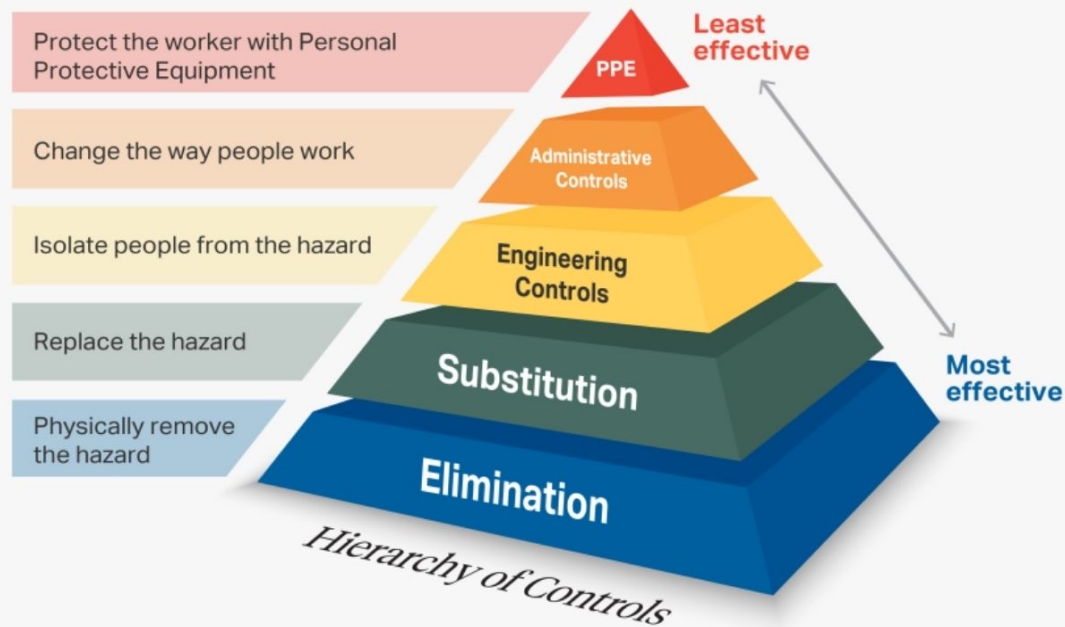 Protect the worker with Personal
Protective Equipment
PPE
Least
effective
Change the way people work
Administrative
Controls
Isolate people from the hazard
Engineering
Controls
Replace the hazard
Substitution
Most
effective
Physically remove
the hazard
Elimination
Hierarchy of Controls